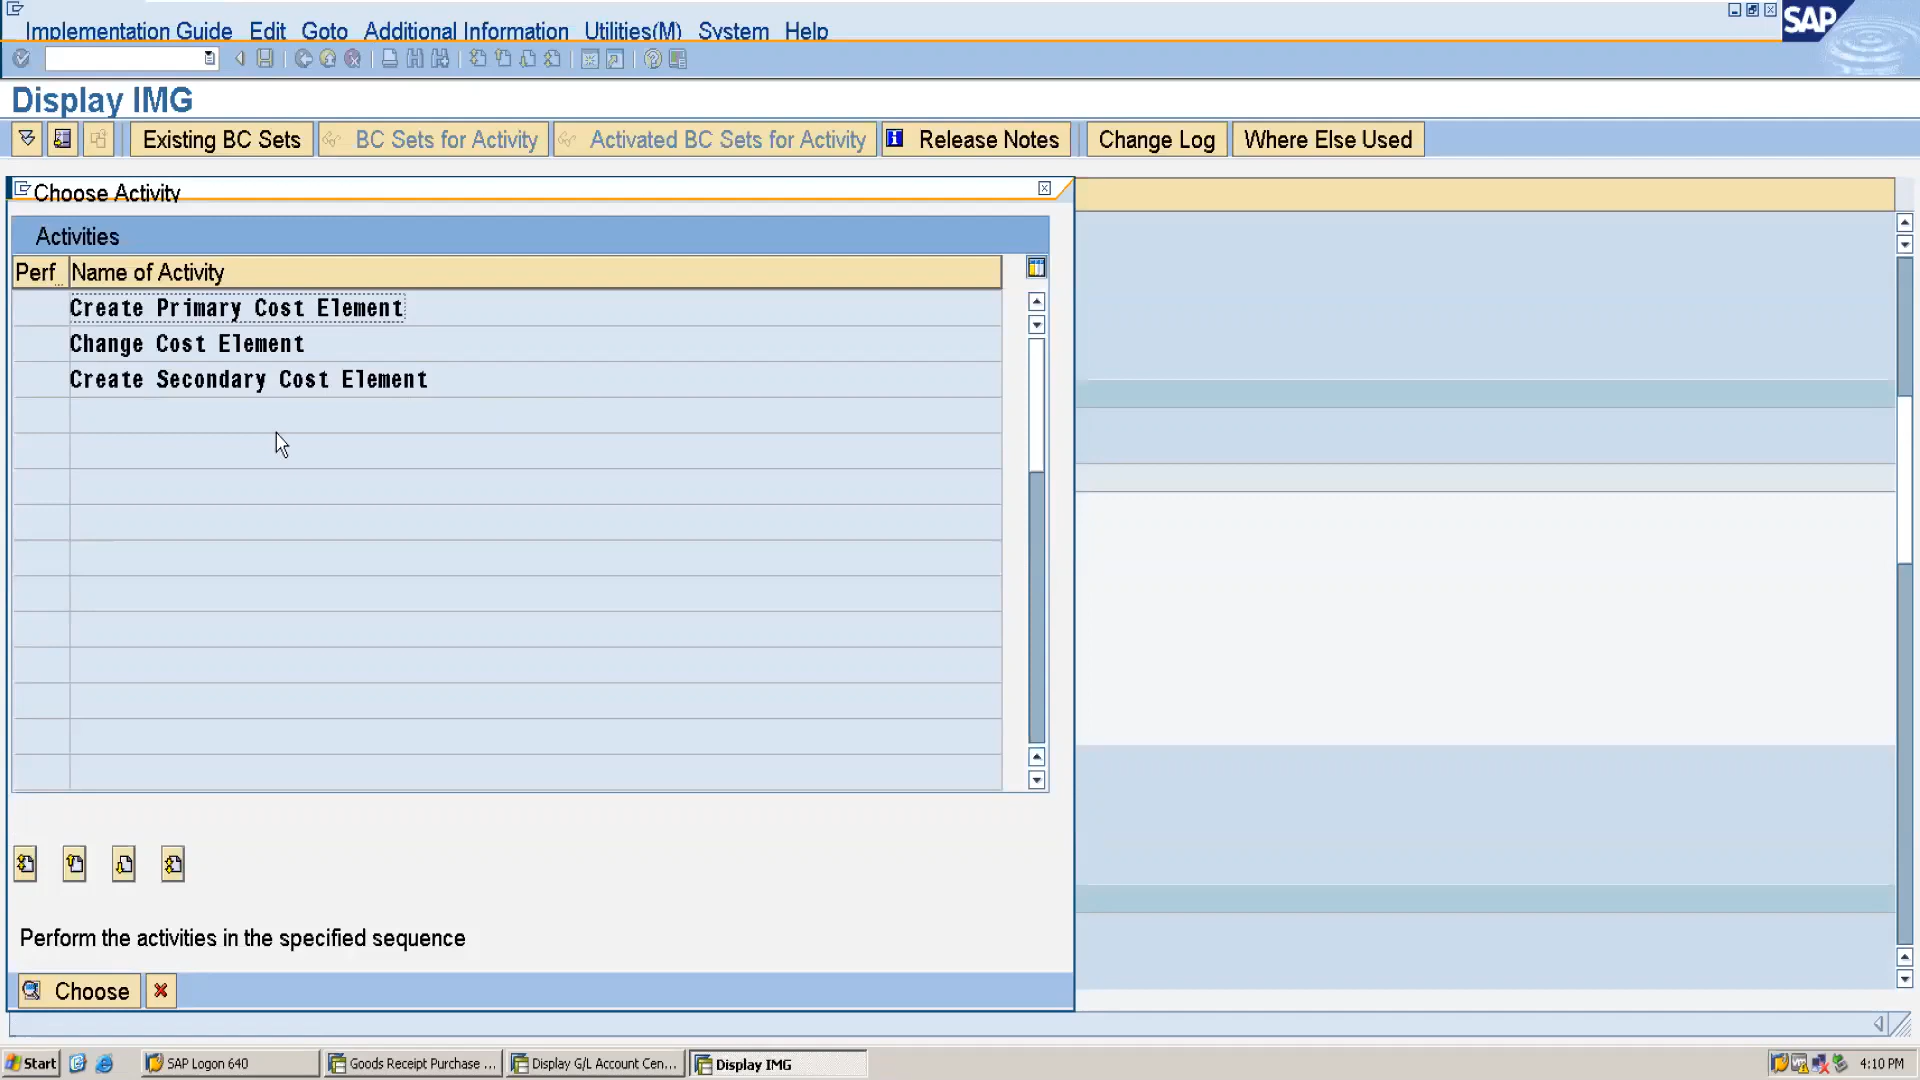 Implementation Guide Edit Goto Additional Information Utilities(M) System Help
SAP
Display IMG
Existing BC Sets BC Sets for Activity Activated BC Sets for Activity Release Notes Change Log Where Else Used
Choose Activity
Activities
Perf.. Name of Activity
Create Primary Cost Element
Change Cost Element
Create Secondary Cost Element
Perform the activities in the specified sequence
Choose
Start SAP Logon 640 Goods Receipt Purchase ... Display G/L Account Cen... Display IMG 4:10 PM